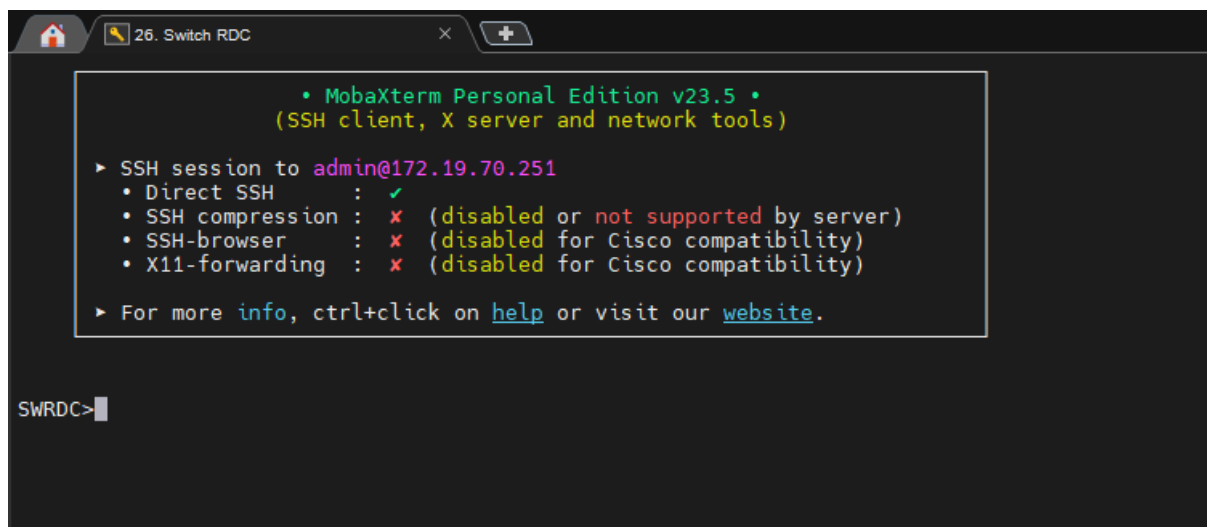 26. Switch RDC
• MobaXterm Personal Edition v23.5 •
(SSH client, X server and network tools)
➤ SSH session to admin@172.19.70.251
• Direct SSH : ✔
• SSH compression : ✘ (disabled or not supported by server)
• SSH-browser : ✘ (disabled for Cisco compatibility)
• X11-forwarding : ✘ (disabled for Cisco compatibility)
➤ For more info, ctrl+click on help or visit our website.
SWRDC>